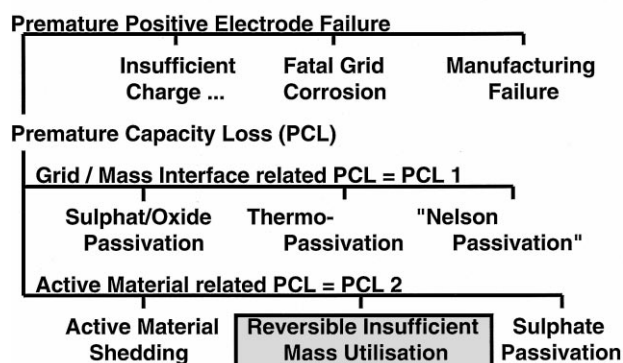 Premature Positive Electrode Failure
Insufficient Fatal Grid Manufacturing
Charge ... Corrosion Failure
Premature Capacity Loss (PCL)
Grid / Mass Interface related PCL = PCL 1
Sulphat/Oxide Thermo- "Nelson
Passivation Passivation Passivation"
Active Material related PCL = PCL 2
Active Material Reversible Insufficient Sulphate
Shedding Mass Utilisation Passivation